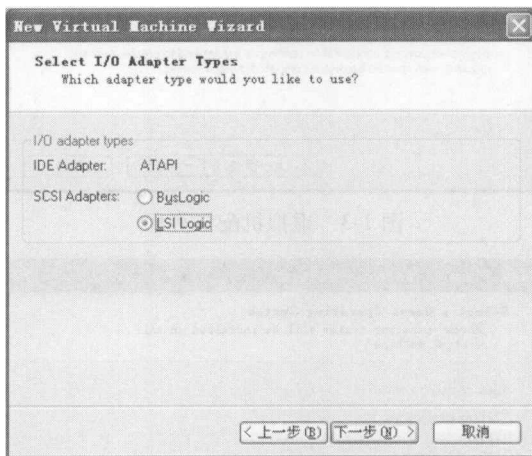 New Virtual Machine Wizard
Select I/O Adapter Types
Which adapter type would you like to use?
I/O adapter types
IDE Adapter: ATAPI
SCSI Adapters: BusLogic
LSI Logic
< 上一步(B) 下一步(N) > 取消